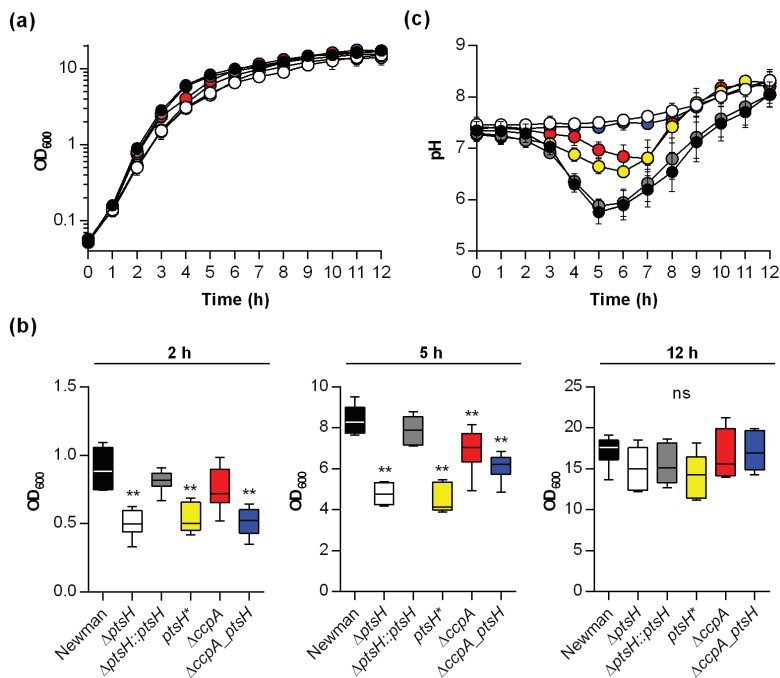 (a)
10
1
0.1
OD600
0 1 2 3 4 5 6 7 8 9 10 11 12
Time (h)
(c)
9
8
7
6
5
pH
0 1 2 3 4 5 6 7 8 9 10 11 12
Time (h)
(b)
2 h
1.5
1.0
0.5
0.0
OD600
** ** **
Newman
ΔptsH
ΔptsH::ptsH
ptsH*
ΔccpA
ΔccpA_ptsH
5 h
10
8
6
4
2
0
OD600
** ** ** **
Newman
ΔptsH
ΔptsH::ptsH
ptsH*
ΔccpA
ΔccpA_ptsH
12 h
25
20
15
10
5
0
OD600
ns
Newman
ΔptsH
ΔptsH::ptsH
ptsH*
ΔccpA
ΔccpA_ptsH